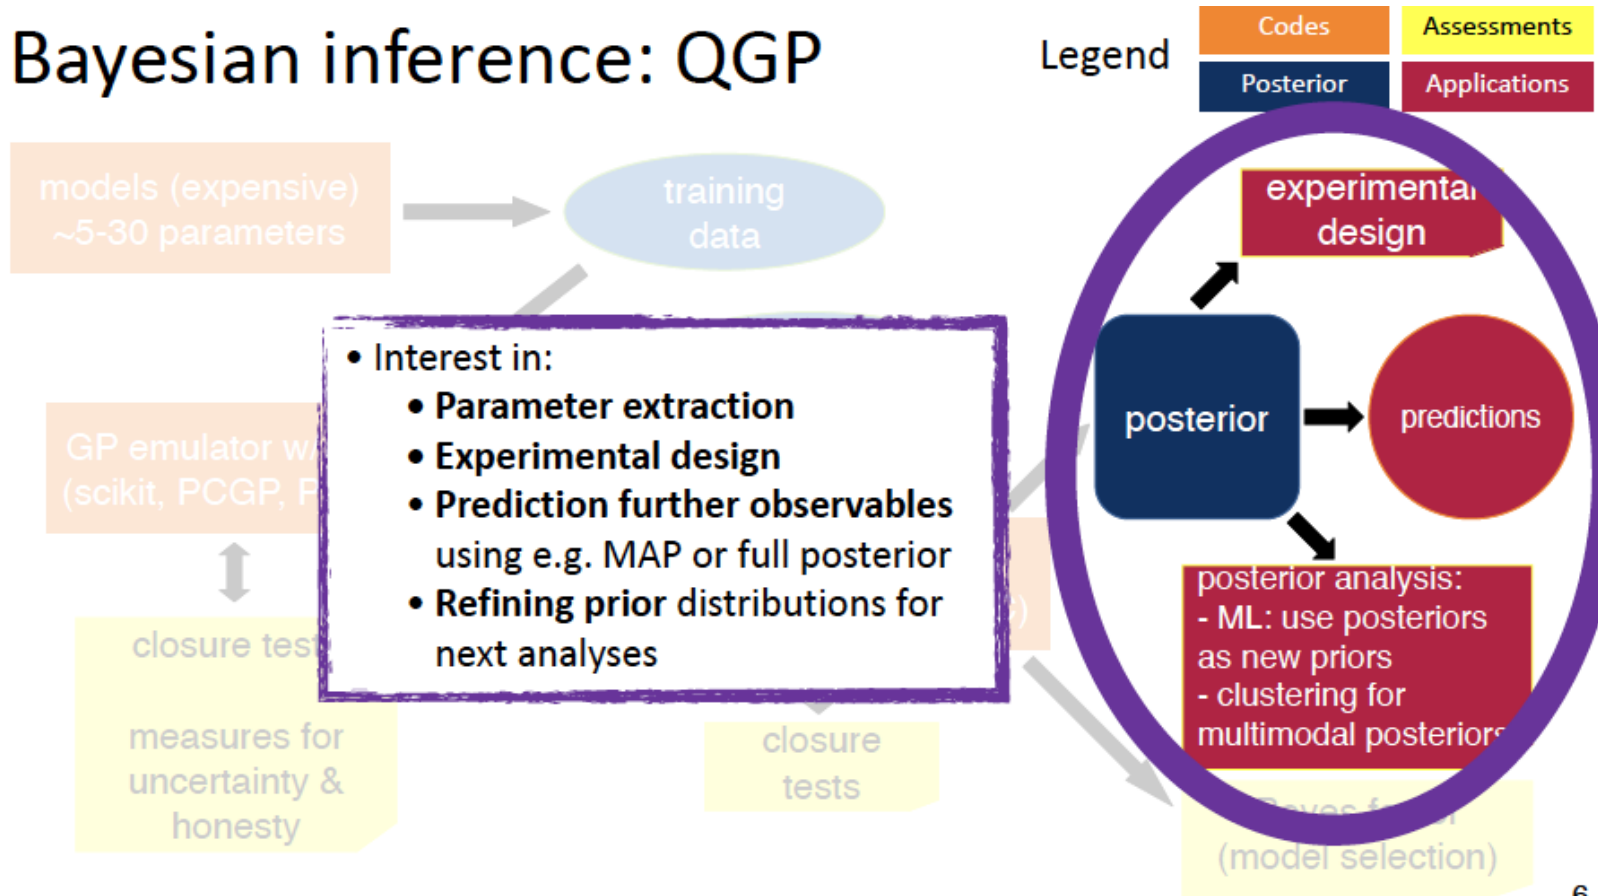 Bayesian inference: QGP
Legend
Codes
Assessments
Posterior
Applications
models (expensive)
~5-30 parameters
training
data
experimental
design
• Interest in:
• Parameter extraction
• Experimental design
• Prediction further observables
using e.g. MAP or full posterior
• Refining prior distributions for
next analyses
GP emulator w/
(scikit, PCGP, P
posterior
predictions
posterior analysis:
- ML: use posteriors
as new priors
- clustering for
multimodal posteriors
closure test
measures for
uncertainty &
honesty
closure
tests
(model selection)
6